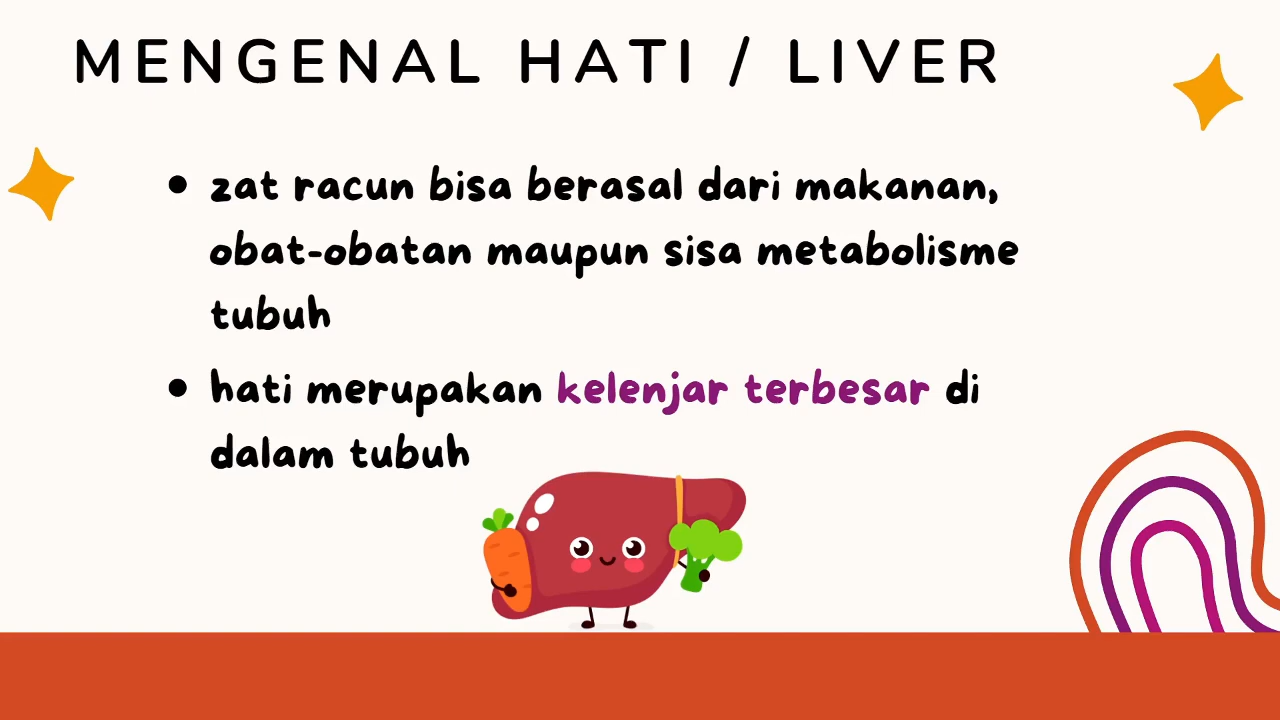 MENGENAL HATI / LIVER
• zat racun bisa berasal dari makanan,
obat-obatan maupun sisa metabolisme
tubuh
• hati merupakan kelenjar terbesar di
dalam tubuh